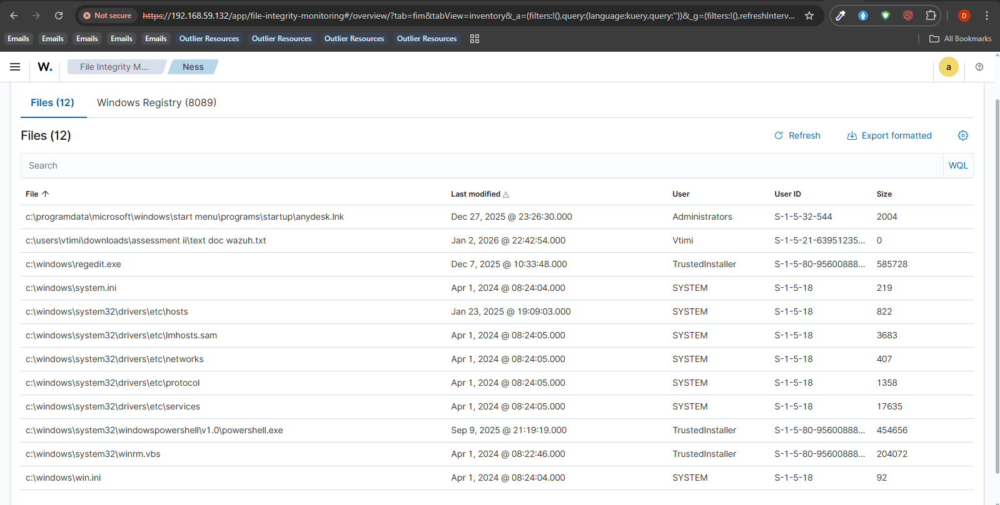 Not secure https://192.168.59.132/app/file-integrity-monitoring#/overview/?tab=fim&tabView=inventory&_a=(filters:!(),query:(language:kuery,query:''))&_g=(filters:!(),refreshInterv... D
Emails Emails Emails Emails Emails Outlier Resources Outlier Resources Outlier Resources Outlier Resources All Bookmarks
W. File Integrity M... Ness a
Files (12) Windows Registry (8089)
Files (12) Refresh Export formatted
Search WQL
File Last modified User User ID Size
c:\programdata\microsoft\windows\start menu\programs\startup\anydesk.lnk Dec 27, 2025 @ 23:26:30.000 Administrators S-1-5-32-544 2004
c:\users\vtimi\downloads\assessment ii\text doc wazuh.txt Jan 2, 2026 @ 22:42:54.000 Vtimi S-1-5-21-63951235... 0
c:\windows\regedit.exe Dec 7, 2025 @ 10:33:48.000 TrustedInstaller S-1-5-80-95600888... 585728
c:\windows\system.ini Apr 1, 2024 @ 08:24:04.000 SYSTEM S-1-5-18 219
c:\windows\system32\drivers\etc\hosts Jan 23, 2025 @ 19:09:03.000 SYSTEM S-1-5-18 822
c:\windows\system32\drivers\etc\lmhosts.sam Apr 1, 2024 @ 08:24:05.000 SYSTEM S-1-5-18 3683
c:\windows\system32\drivers\etc\networks Apr 1, 2024 @ 08:24:05.000 SYSTEM S-1-5-18 407
c:\windows\system32\drivers\etc\protocol Apr 1, 2024 @ 08:24:05.000 SYSTEM S-1-5-18 1358
c:\windows\system32\drivers\etc\services Apr 1, 2024 @ 08:24:05.000 SYSTEM S-1-5-18 17635
c:\windows\system32\windowspowershell\v1.0\powershell.exe Sep 9, 2025 @ 21:19:19.000 TrustedInstaller S-1-5-80-95600888... 454656
c:\windows\system32\winrm.vbs Apr 1, 2024 @ 08:22:46.000 TrustedInstaller S-1-5-80-95600888... 204072
c:\windows\win.ini Apr 1, 2024 @ 08:24:04.000 SYSTEM S-1-5-18 92